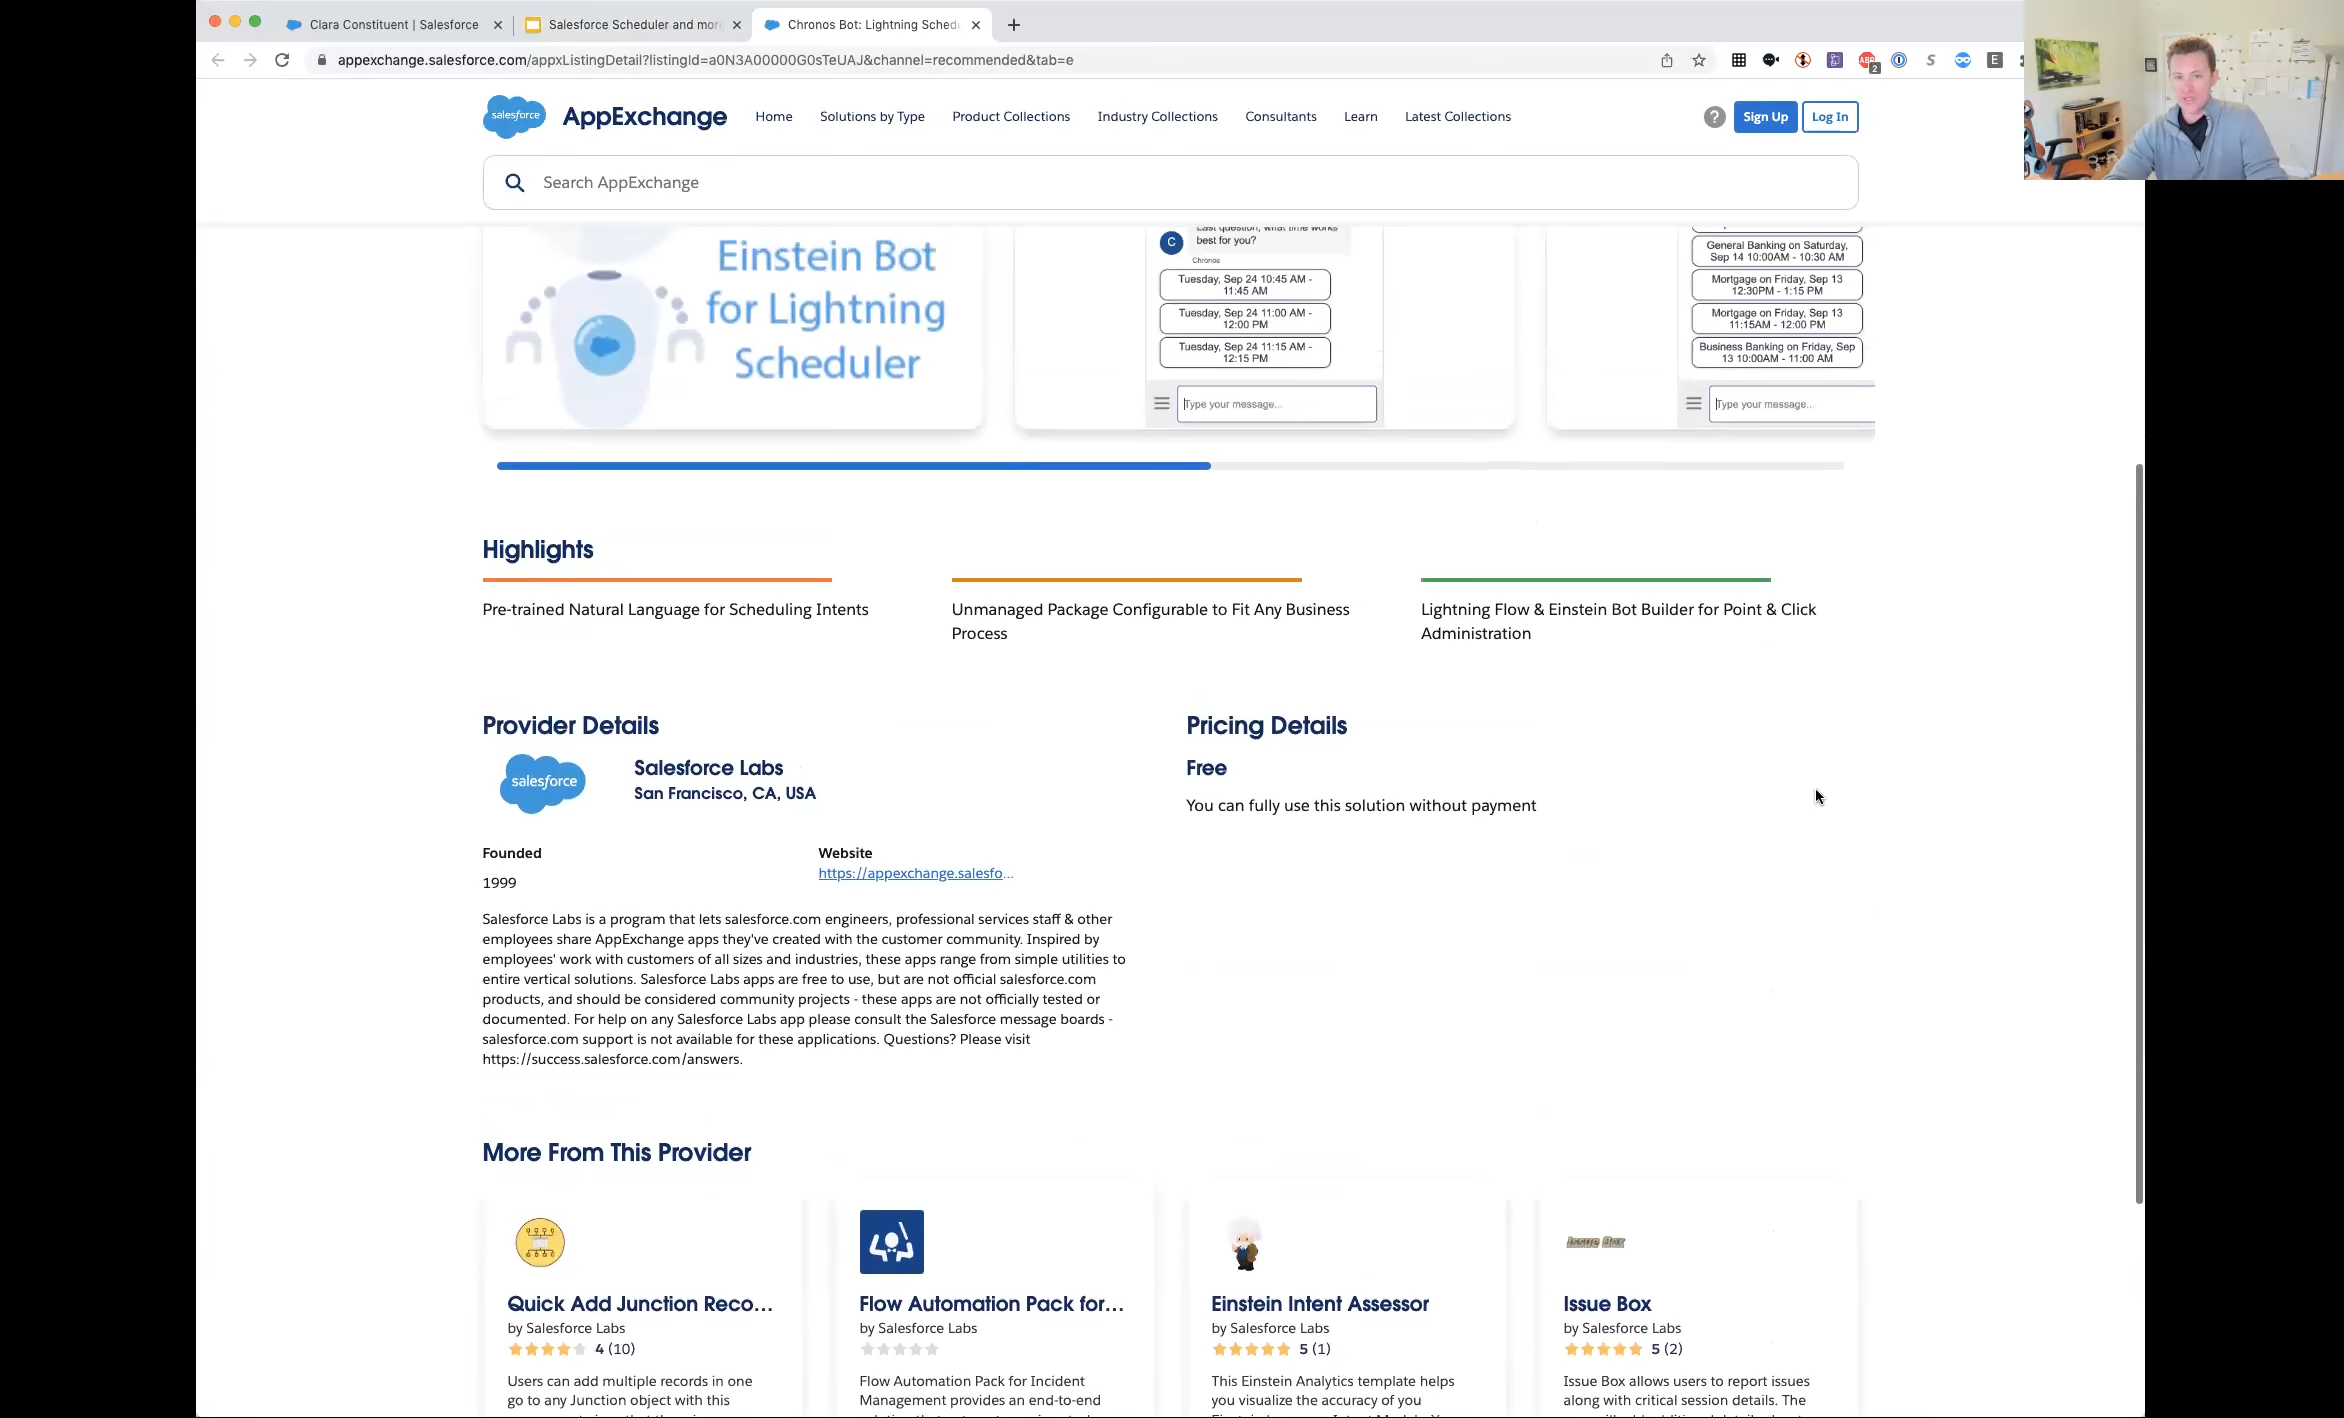 Clara Constituent | Salesforce
Salesforce Scheduler and more
Chronos Bot: Lightning Sched
appexchange.salesforce.com/appxListingDetail?listingId=a0N3A00000G0sTeUAJ&channel=recommended&tab=e
ABP
2
S
E
salesforce
AppExchange
Home
Solutions by Type
Product Collections
Industry Collections
Consultants
Learn
Latest Collections
?
Sign Up
Log In
Search AppExchange
Einstein Bot
for Lightning
Scheduler
Last question, what time works
best for you?
C
Chronos
Tuesday, Sep 24 10:45 AM -
11:45 AM
Tuesday, Sep 24 11:00 AM -
12:00 PM
Tuesday, Sep 24 11:15 AM -
12:15 PM
Type your message...
General Banking on Saturday,
Sep 14 10:00AM - 10:30 AM
Mortgage on Friday, Sep 13
12:30PM - 1:15 PM
Mortgage on Friday, Sep 13
11:15AM - 12:00 PM
Business Banking on Friday, Sep
13 10:00AM - 11:00 AM
Type your message...
Highlights
Pre-trained Natural Language for Scheduling Intents
Unmanaged Package Configurable to Fit Any Business
Process
Lightning Flow & Einstein Bot Builder for Point & Click
Administration
Provider Details
salesforce
Salesforce Labs
San Francisco, CA, USA
Founded
1999
Website
https://appexchange.salesfo...
Salesforce Labs is a program that lets salesforce.com engineers, professional services staff & other
employees share AppExchange apps they've created with the customer community. Inspired by
employees' work with customers of all sizes and industries, these apps range from simple utilities to
entire vertical solutions. Salesforce Labs apps are free to use, but are not official salesforce.com
products, and should be considered community projects - these apps are not officially tested or
documented. For help on any Salesforce Labs app please consult the Salesforce message boards -
salesforce.com support is not available for these applications. Questions? Please visit
https://success.salesforce.com/answers.
Pricing Details
Free
You can fully use this solution without payment
More From This Provider
Quick Add Junction Reco...
by Salesforce Labs
4 (10)
Users can add multiple records in one
go to any Junction object with this
Flow Automation Pack for...
by Salesforce Labs
Flow Automation Pack for Incident
Management provides an end-to-end
Einstein Intent Assessor
by Salesforce Labs
5 (1)
This Einstein Analytics template helps
you visualize the accuracy of you
Issue Box
Issue Box
by Salesforce Labs
5 (2)
Issue Box allows users to report issues
along with critical session details. The